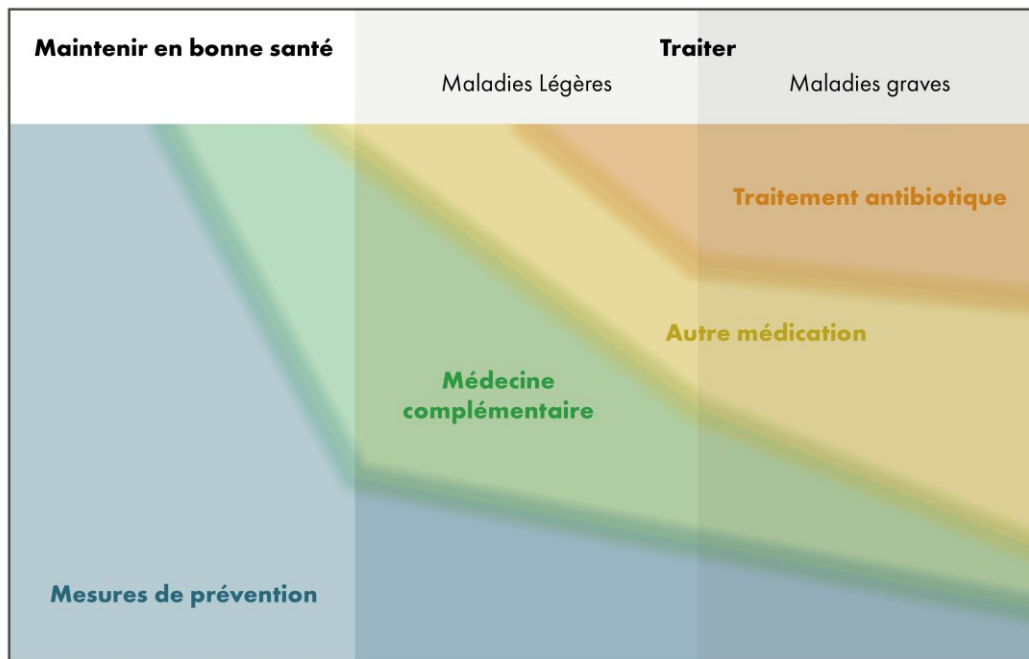 Maintenir en bonne santé
Traiter
Maladies Légères
Maladies graves
Traitement antibiotique
Autre médication
Médecine
complémentaire
Mesures de prévention